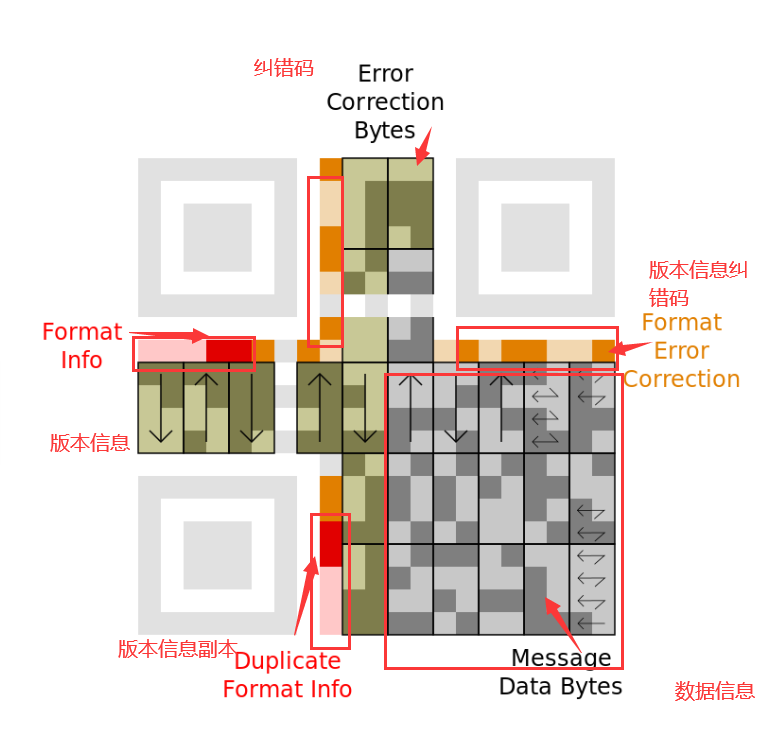 纠错码
Error
Correction
Bytes
版本信息纠
错码
Format
Error
Correction
Format
Info
版本信息
版本信息副本
Duplicate
Format Info
Message
Data Bytes
数据信息